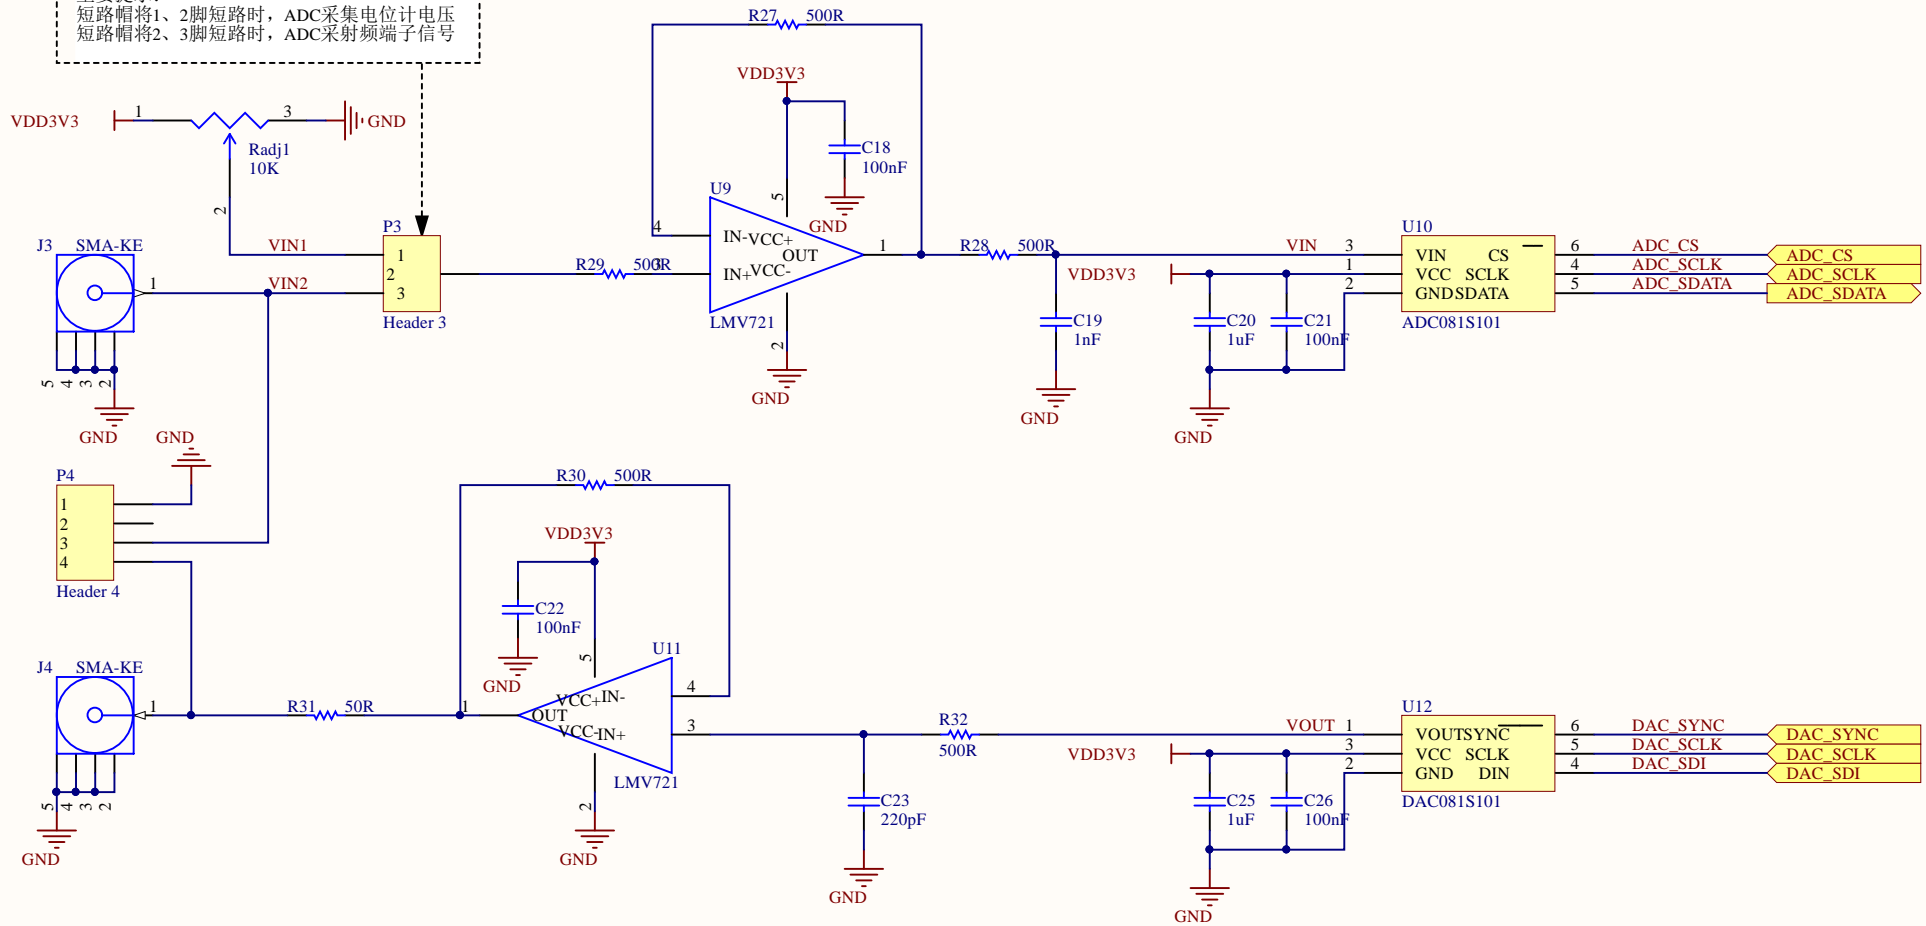 短路帽将1、2脚短路时，ADC采集电位计电压
短路帽将2、3脚短路时，ADC采射频端子信号
R27 500R
VDD3V3
C18
100nF
GND
VDD3V3 1 3 GND
Radj1
10K
2
U9
5
4 IN- VCC+
OUT 1
3 IN+ VCC-
LMV721
2
GND
P3
1
2
3
Header 3
J3 SMA-KE
1
VIN1
VIN2
5 4 3 2
GND
R29 500R
R28 500R
C19
1nF
GND
VIN
VDD3V3
C20
1uF
C21
100nF
GND
U10
3 VIN CS 6 ADC_CS ADC_CS
1 VCC SCLK 4 ADC_SCLK ADC_SCLK
2 GND SDATA 5 ADC_SDATA ADC_SDATA
ADC081S101
GND
P4
1
2
3
4
Header 4
R30 500R
VDD3V3
C22
100nF
GND
U11
5
VCC+ IN- 4
1 OUT
VCC- IN+ 3
LMV721
2
GND
J4 SMA-KE
1
R31 50R
5 4 3 2
GND
C23
220pF
GND
R32
500R
VOUT
VDD3V3
C25
1uF
C26
100nF
GND
U12
1 VOUT SYNC 6 DAC_SYNC DAC_SYNC
3 VCC SCLK 5 DAC_SCLK DAC_SCLK
2 GND DIN 4 DAC_SDI DAC_SDI
DAC081S101